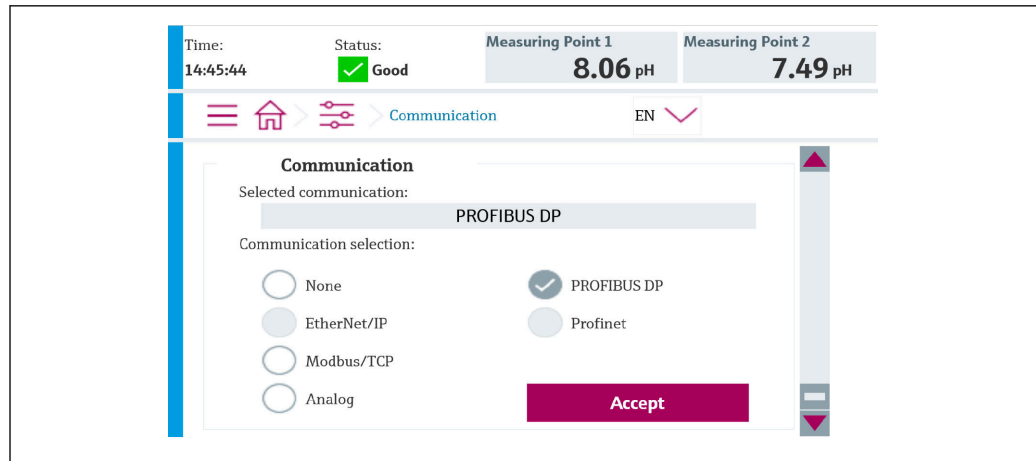 Time: Status: Measuring Point 1 Measuring Point 2
14:45:44 Good 8.06 pH 7.49 pH
Communication EN
Communication
Selected communication:
PROFIBUS DP
Communication selection:
None PROFIBUS DP
EtherNet/IP Profinet
Modbus/TCP
Analog Accept